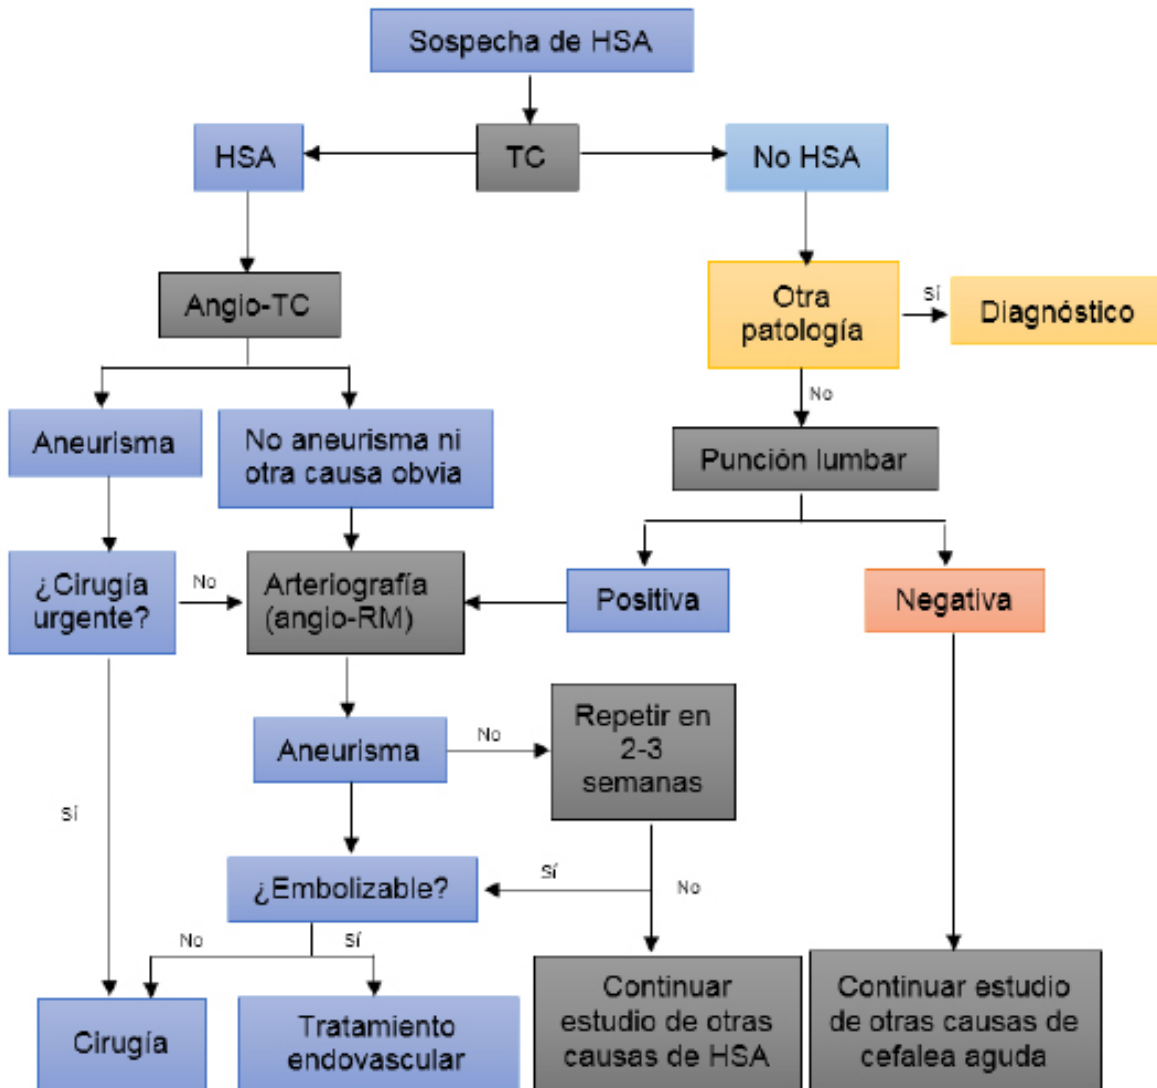 Sospecha de HSA
HSA
TC
No HSA
Angio-TC
Otra
patología
Sí
Diagnóstico
No
Aneurisma
No aneurisma ni
otra causa obvia
Punción lumbar
¿Cirugía
urgente?
No
Arteriografía
(angio-RM)
Positiva
Negativa
Aneurisma
No
Repetir en
2-3
semanas
Sí
¿Embolizable?
Sí
No
No
Sí
Cirugía
Tratamiento
endovascular
Continuar
estudio de otras
causas de HSA
Continuar estudio
de otras causas de
cefalea aguda